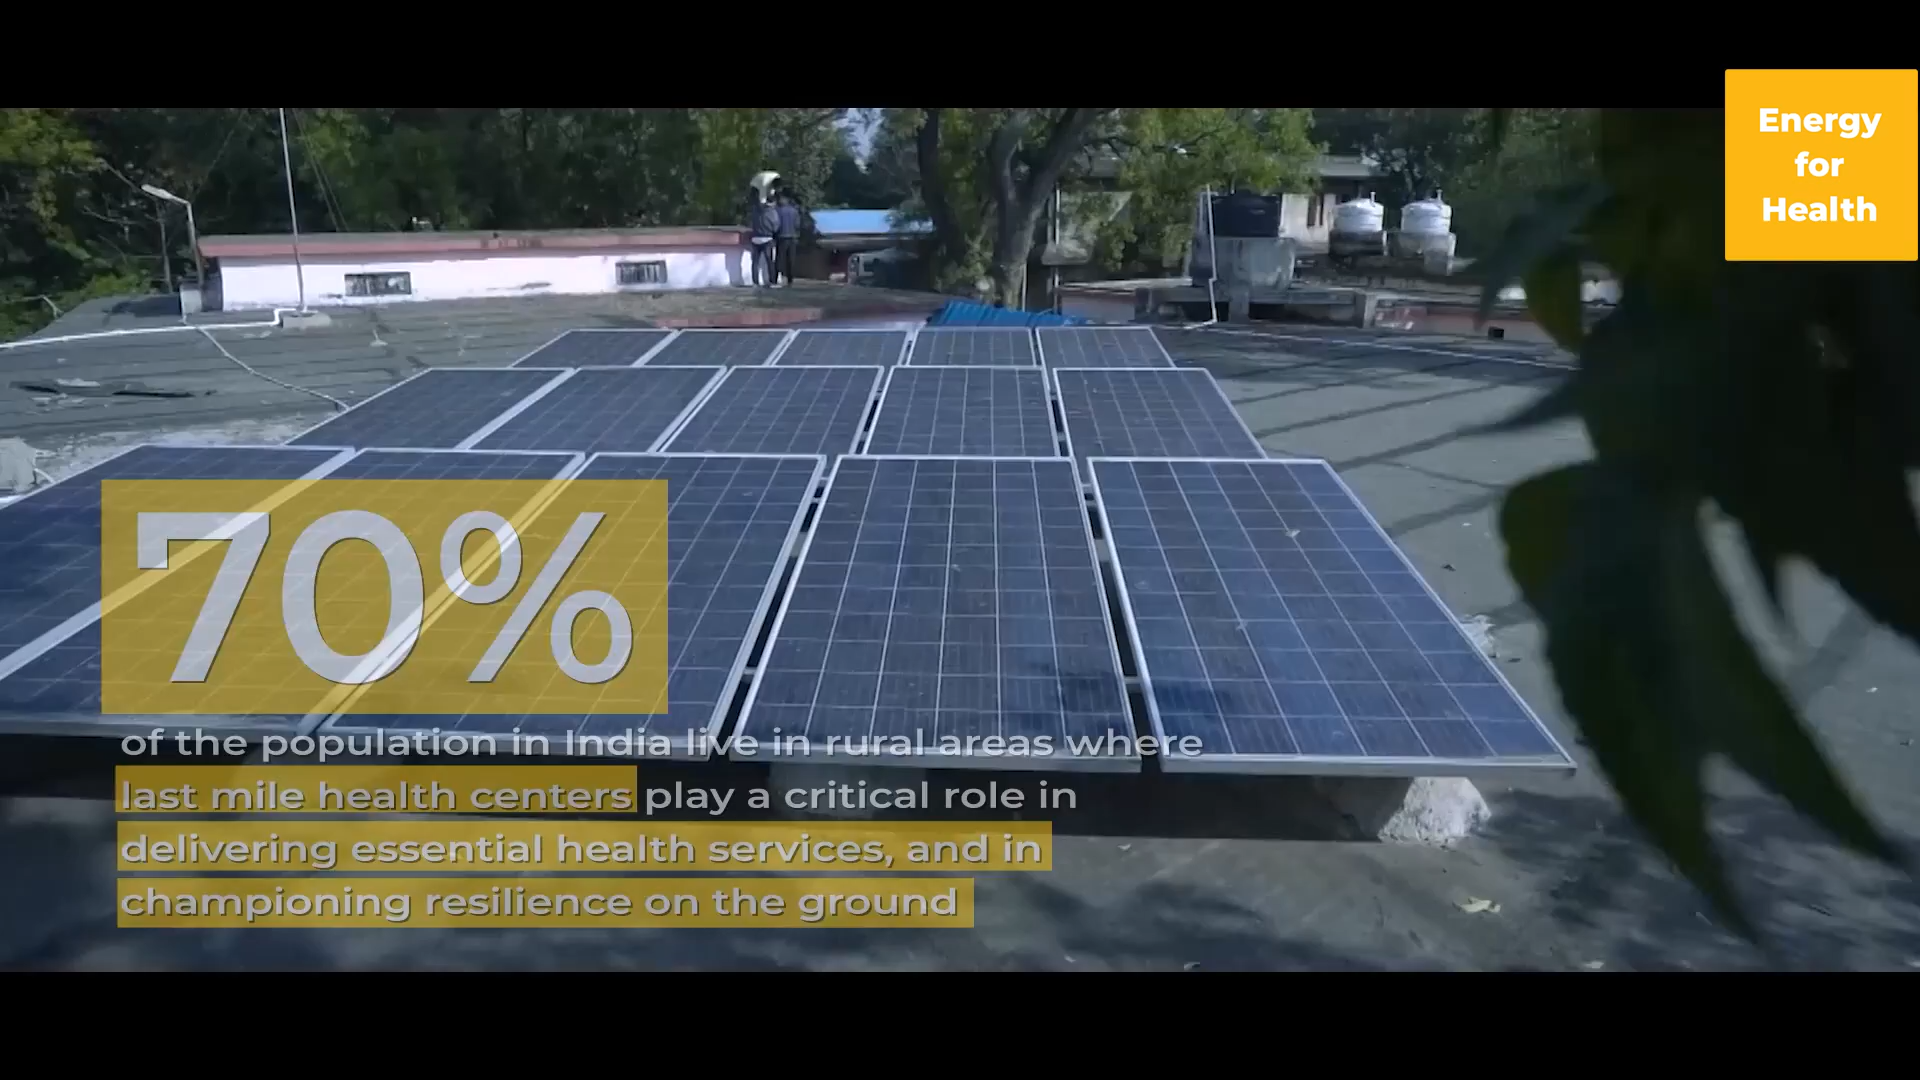 Energy
for
Health
70%
of the population in India live in rural areas where
last mile health centers play a critical role in
delivering essential health services, and in
championing resilience on the ground